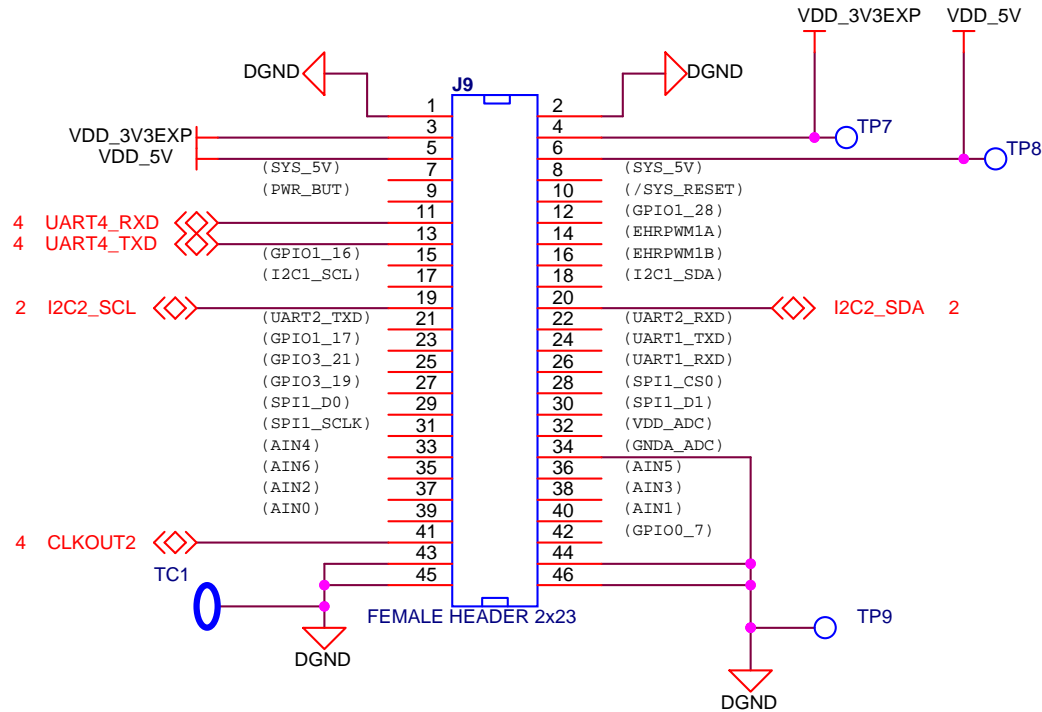 VDD_3V3EXP VDD_5V
DGND DGND
J9
1 2
3 4 TP7
VDD_3V3EXP
5 6 TP8
VDD_5V
(SYS_5V) 7 8 (SYS_5V)
(PWR_BUT) 9 10 (/SYS_RESET)
4 UART4_RXD 11 12 (GPIO1_28)
4 UART4_TXD 13 14 (EHRPWM1A)
(GPIO1_16) 15 16 (EHRPWM1B)
(I2C1_SCL) 17 18 (I2C1_SDA)
2 I2C2_SCL 19 20 I2C2_SDA 2
(UART2_TXD) 21 22 (UART2_RXD)
(GPIO1_17) 23 24 (UART1_TXD)
(GPIO3_21) 25 26 (UART1_RXD)
(GPIO3_19) 27 28 (SPI1_CS0)
(SPI1_D0) 29 30 (SPI1_D1)
(SPI1_SCLK) 31 32 (VDD_ADC)
(AIN4) 33 34 (GNDA_ADC)
(AIN6) 35 36 (AIN5)
(AIN2) 37 38 (AIN3)
(AIN0) 39 40 (AIN1)
4 CLKOUT2 41 42 (GPIO0_7)
43 44
TC1 45 46
FEMALE HEADER 2x23 TP9
DGND
DGND